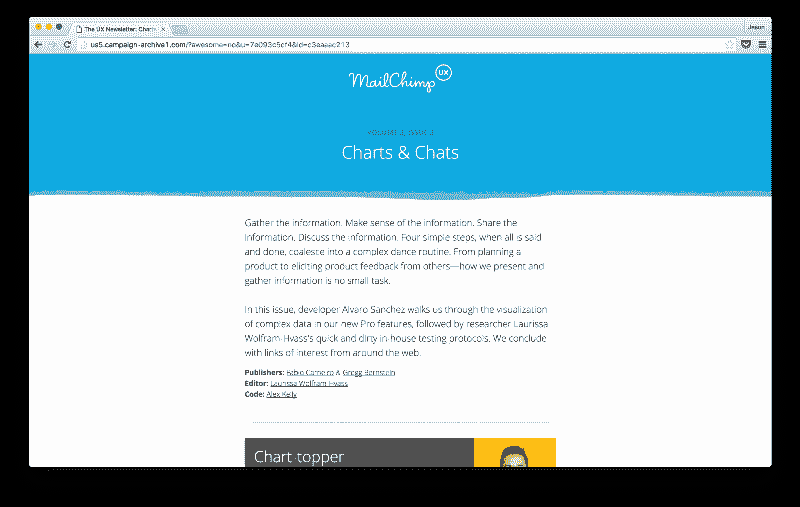 The UX Newsletter: Charts
Jason
us5.campaign-archive1.com/?awesome=no&u=7e093c5cf4&id=c3eaaac213
MailChimp UX
Charts & Chats
Gather the information. Make sense of the information. Share the
information. Discuss the information. Four simple steps, when all is said
and done, coalesce into a complex dance routine. From planning a
product to eliciting product feedback from others—how we present and
gather information is no small task.
In this issue, developer Alvaro Sanchez walks us through the visualization
of complex data in our new Pro features, followed by researcher Laurissa
Wolfram-Hvass's quick and dirty in-house testing protocols. We conclude
with links of interest from around the web.
Publishers: Fabio Carneiro & Gregg Bernstein
Editor: Laurissa Wolfram-Hvass
Code: Alex Kelly
Chart-topper